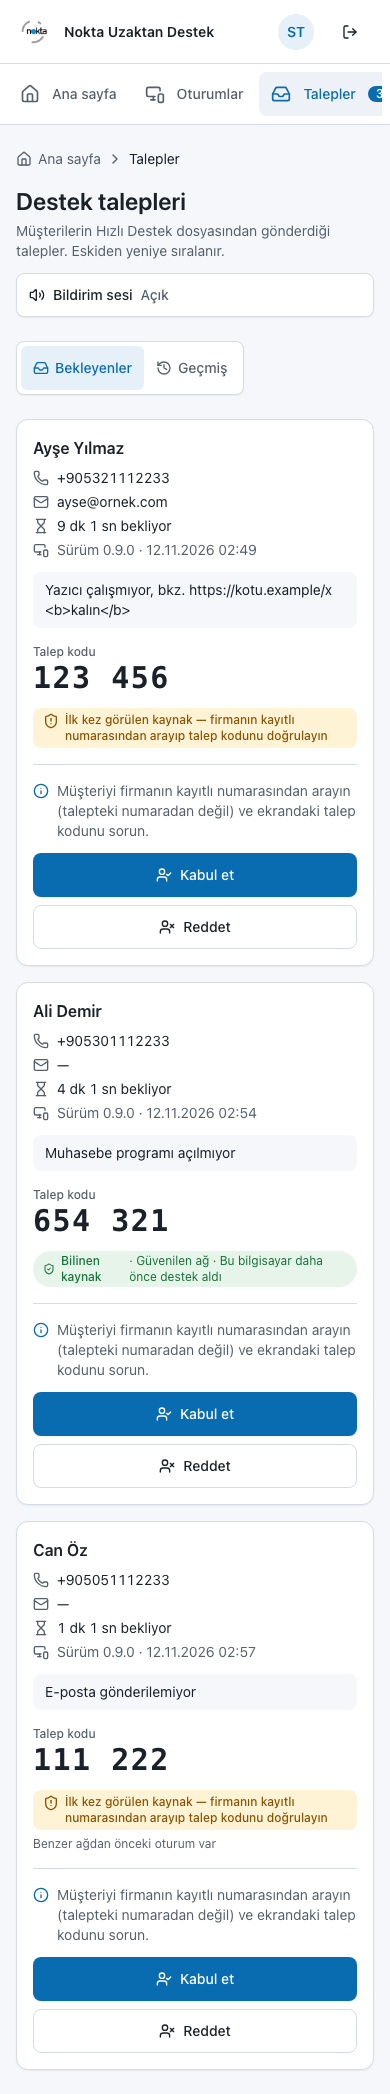 nokta
Nokta Uzaktan Destek
ST
Ana sayfa
Oturumlar
Talepler
3
Ana sayfa > Talepler
Destek talepleri
Müşterilerin Hızlı Destek dosyasından gönderdiği
talepler. Eskiden yeniye sıralanır.
Bildirim sesi Açık
Bekleyenler
Geçmiş
Ayşe Yılmaz
+905321112233
ayse@ornek.com
9 dk 1 sn bekliyor
Sürüm 0.9.0 · 12.11.2026 02:49
Yazıcı çalışmıyor, bkz. https://kotu.example/x
<b>kalın</b>
Talep kodu
123 456
İlk kez görülen kaynak — firmanın kayıtlı
numarasından arayıp talep kodunu doğrulayın
Müşteriyi firmanın kayıtlı numarasından arayın
(talepteki numaradan değil) ve ekrandaki talep
kodunu sorun.
Kabul et
Reddet
Ali Demir
+905301112233
—
4 dk 1 sn bekliyor
Sürüm 0.9.0 · 12.11.2026 02:54
Muhasebe programı açılmıyor
Talep kodu
654 321
Bilinen kaynak · Güvenilen ağ · Bu bilgisayar daha
önce destek aldı
Müşteriyi firmanın kayıtlı numarasından arayın
(talepteki numaradan değil) ve ekrandaki talep
kodunu sorun.
Kabul et
Reddet
Can Öz
+905051112233
—
1 dk 1 sn bekliyor
Sürüm 0.9.0 · 12.11.2026 02:57
E-posta gönderilemiyor
Talep kodu
111 222
İlk kez görülen kaynak — firmanın kayıtlı
numarasından arayıp talep kodunu doğrulayın
Benzer ağdan önceki oturum var
Müşteriyi firmanın kayıtlı numarasından arayın
(talepteki numaradan değil) ve ekrandaki talep
kodunu sorun.
Kabul et
Reddet